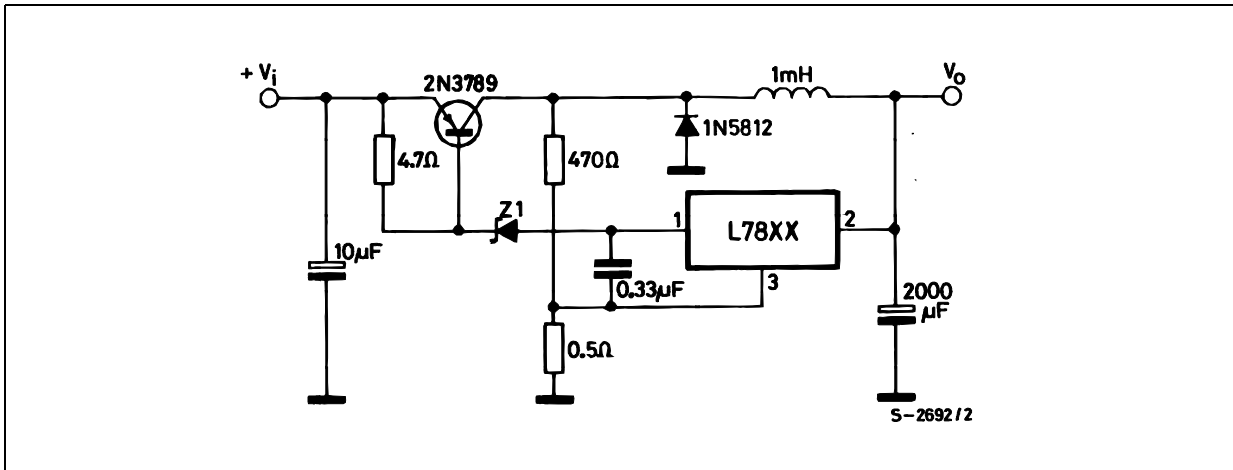 + Vi
2N3789
1mH
Vo
4.7Ω
470Ω
1N5812
Z1
1
L78XX
2
10µF
0.33µF
3
2000
µF
0.5Ω
S-2692/2